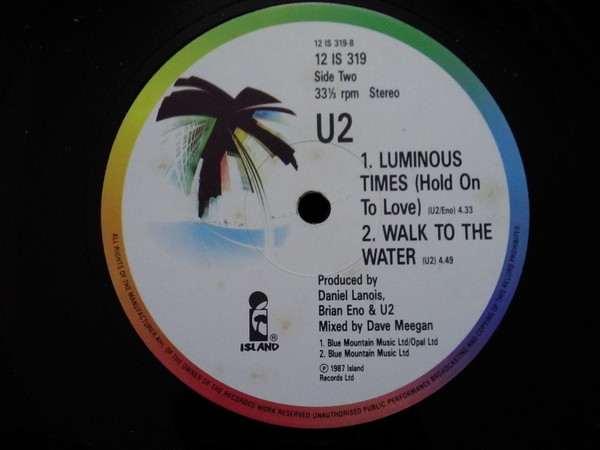 12 IS 319-B
12 IS 319
Side Two
33⅓ rpm Stereo
U2
1. LUMINOUS
TIMES (Hold On
To Love) (U2/Eno) 4.33
2. WALK TO THE
WATER (U2) 4.49
Produced by
Daniel Lanois,
Brian Eno & U2
Mixed by Dave Meegan
1. Blue Mountain Music Ltd/Opal Ltd
2. Blue Mountain Music Ltd
℗ 1987 Island
Records Ltd
ISLAND®
ALL RIGHTS OF THE MANUFACTURER AND OF THE OWNER OF THE RECORDED WORK RESERVED UNAUTHORISED PUBLIC PERFORMANCE BROADCASTING AND COPYING OF THIS RECORD PROHIBITED